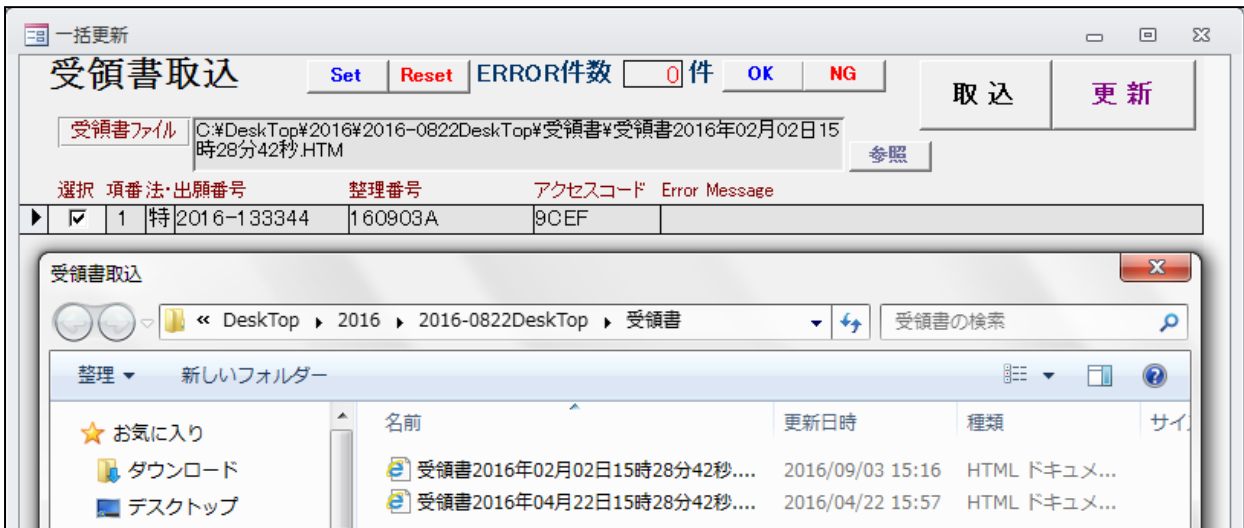 一括更新
受領書取込 Set Reset ERROR件数 0 件 OK NG 取込 更新
受領書ファイル C:¥DeskTop¥2016¥2016-0822DeskTop¥受領書¥受領書2016年02月02日15
時28分42秒.HTM
参照
選択 項番 法・出願番号 整理番号 アクセスコード Error Message
1 特 2016-133344 160903A 9CEF
受領書取込
« DeskTop ▸ 2016 ▸ 2016-0822DeskTop ▸ 受領書 受領書の検索
整理 ▼ 新しいフォルダー
お気に入り 名前 更新日時 種類 サイ
ダウンロード 受領書2016年02月02日15時28分42秒.... 2016/09/03 15:16 HTML ドキュメ...
デスクトップ 受領書2016年04月22日15時28分42秒.... 2016/04/22 15:57 HTML ドキュメ...